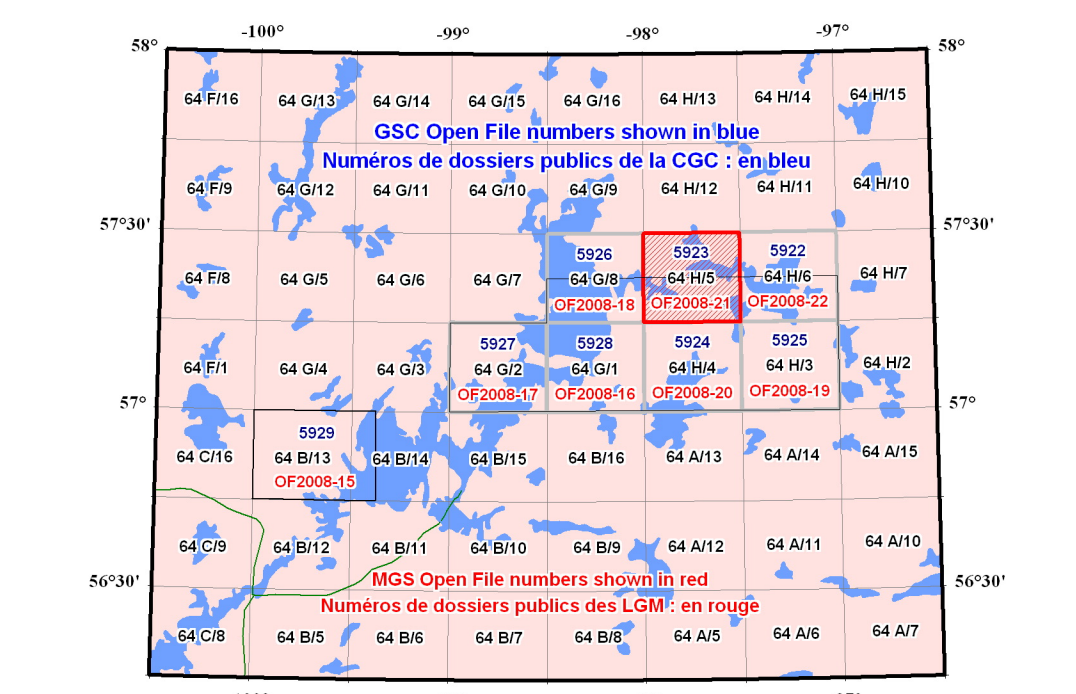 -100° -99° -98° -97°
58° 58°
64 F/16 64 G/13 64 G/14 64 G/15 64 G/16 64 H/13 64 H/14 64 H/15
GSC Open File numbers shown in blue
Numéros de dossiers publics de la CGC : en bleu
64 F/9 64 G/12 64 G/11 64 G/10 64 G/9 64 H/12 64 H/11 64 H/10
57°30' 57°30'
5926 5923 5922
64 F/8 64 G/5 64 G/6 64 G/7 64 G/8 64 H/5 64 H/6 64 H/7
OF2008-18 OF2008-21 OF2008-22
5927 5928 5924 5925
64 F/1 64 G/4 64 G/3 64 G/2 64 G/1 64 H/4 64 H/3 64 H/2
OF2008-17 OF2008-16 OF2008-20 OF2008-19
57° 57°
5929
64 C/16 64 B/13 64 B/14 64 B/15 64 B/16 64 A/13 64 A/14 64 A/15
OF2008-15
64 C/9 64 B/12 64 B/11 64 B/10 64 B/9 64 A/12 64 A/11 64 A/10
56°30' 56°30'
MGS Open File numbers shown in red
Numéros de dossiers publics des LGM : en rouge
64 C/8 64 B/5 64 B/6 64 B/7 64 B/8 64 A/5 64 A/6 64 A/7